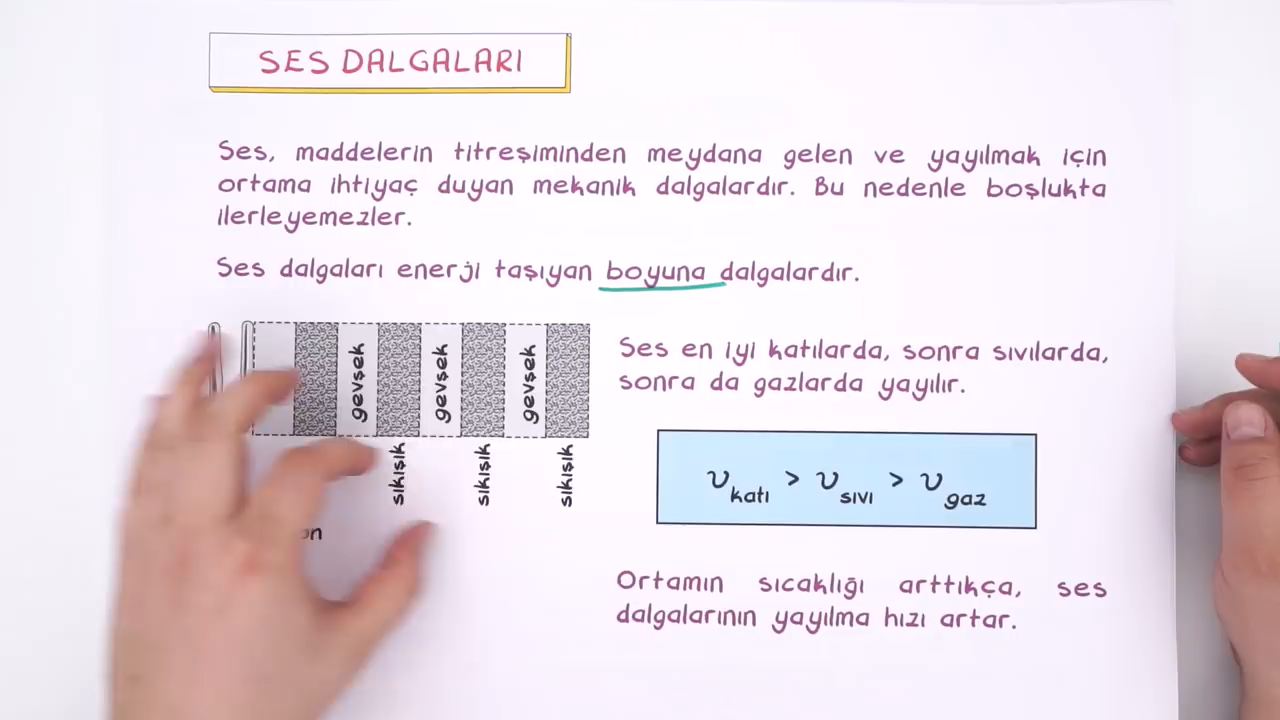 SES DALGALARI
Ses, maddelerin titreşiminden meydana gelen ve yayılmak için
ortama ihtiyaç duyan mekanik dalgalardır. Bu nedenle boşlukta
ilerleyemezler.
Ses dalgaları enerji taşıyan boyuna dalgalardır.
gevşek gevşek gevşek
sıkışık sıkışık sıkışık
Ses en iyi katılarda, sonra sıvılarda,
sonra da gazlarda yayılır.
υkatı > υsıvı > υgaz
Ortamın sıcaklığı arttıkça, ses
dalgalarının yayılma hızı artar.